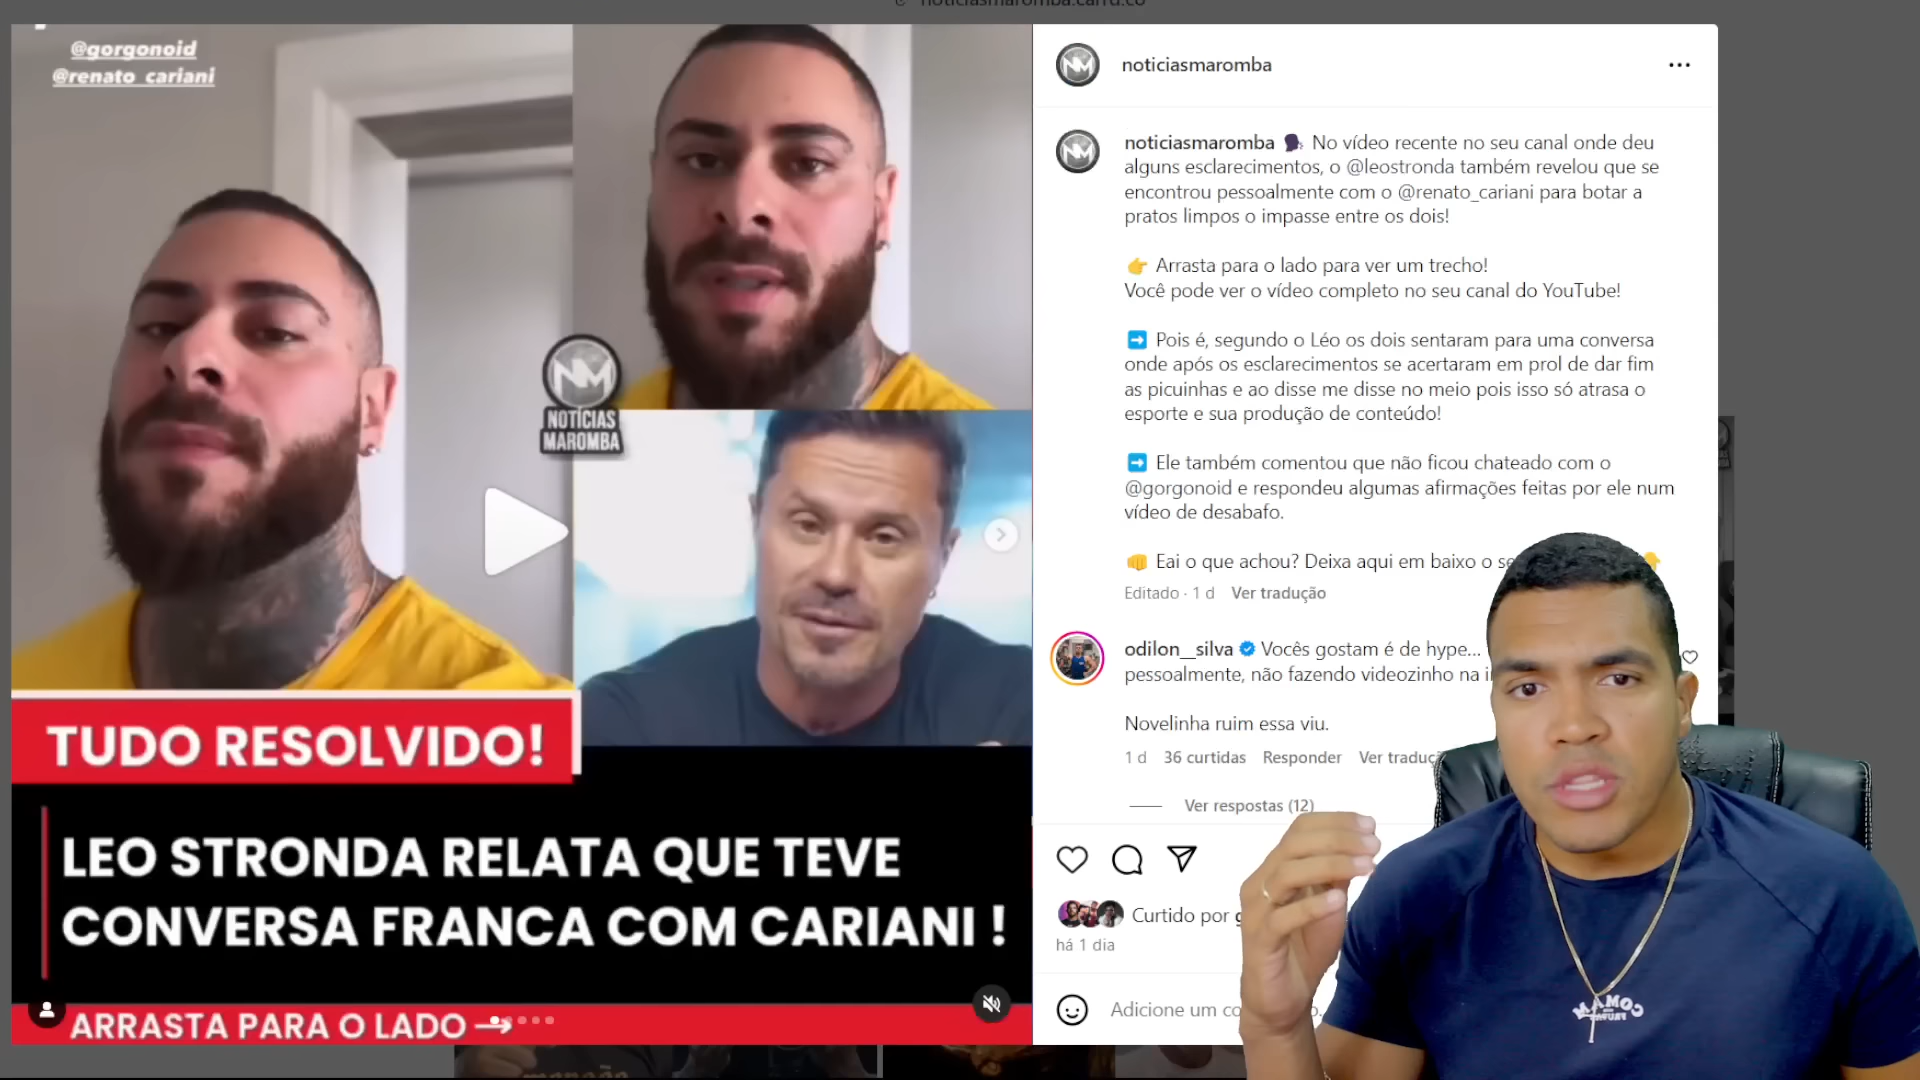 noticiasmaromba.carrd.co
@gorgonoid
@renato_cariani
NM
NOTÍCIAS
MAROMBA
TUDO RESOLVIDO!
LEO STRONDA RELATA QUE TEVE
CONVERSA FRANCA COM CARIANI !
ARRASTA PARA O LADO
noticiasmaromba
noticiasmaromba 🗣 No vídeo recente no seu canal onde deu
alguns esclarecimentos, o @leostronda também revelou que se
encontrou pessoalmente com o @renato_cariani para botar a
pratos limpos o impasse entre os dois!
👉 Arrasta para o lado para ver um trecho!
Você pode ver o vídeo completo no seu canal do YouTube!
➡ Pois é, segundo o Léo os dois sentaram para uma conversa
onde após os esclarecimentos se acertaram em prol de dar fim
as picuinhas e ao disse me disse no meio pois isso só atrasa o
esporte e sua produção de conteúdo!
➡ Ele também comentou que não ficou chateado com o
@gorgonoid e respondeu algumas afirmações feitas por ele num
vídeo de desabafo.
👊 Eai o que achou? Deixa aqui em baixo o
Editado · 1 d Ver tradução
odilon__silva Vocês gostam é de hype...
pessoalmente, não fazendo videozinho na
Novelinha ruim essa viu.
1 d 36 curtidas Responder Ver
Ver respostas (12)
Curtido por
há 1 dia
Adicione um